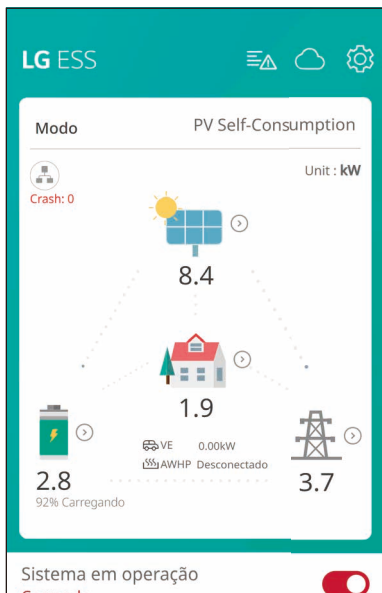 LG ESS
Modo PV Self-Consumption
Unit : kW
Crash: 0
8.4
1.9
VE 0.00kW
AWHP Desconectado
2.8
92% Carregando
3.7
Sistema em operação